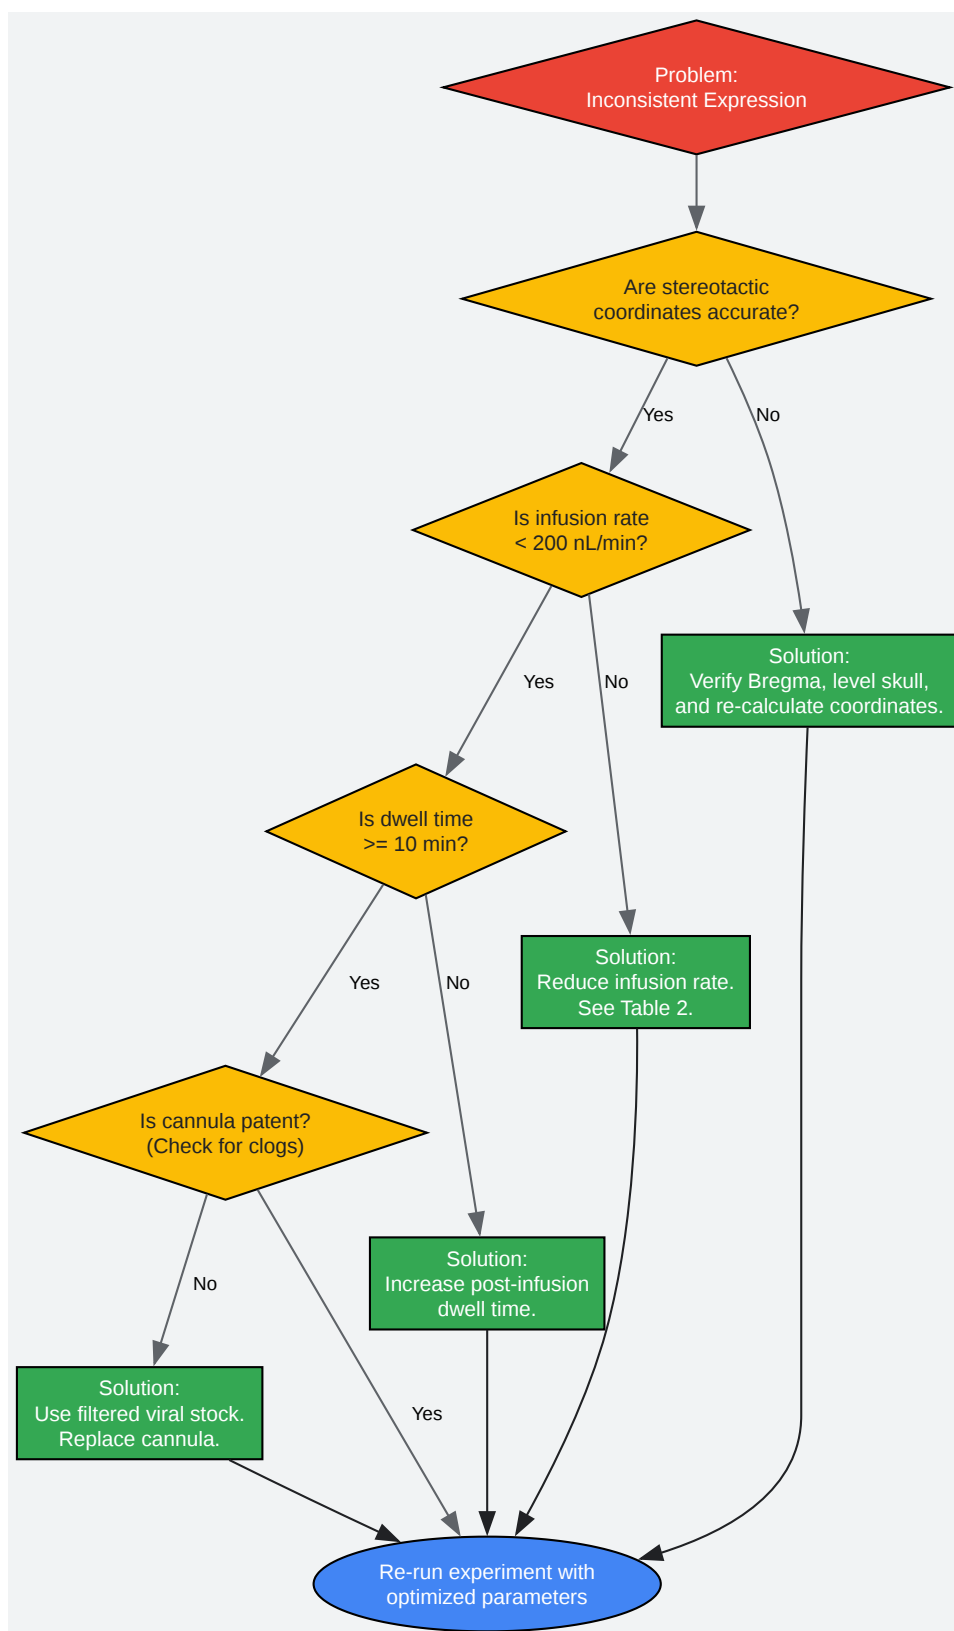 Problem:
Inconsistent Expression
Are stereotactic
coordinates accurate?
Yes
No
Is infusion rate
< 200 nL/min?
Solution:
Verify Bregma, level skull,
and re-calculate coordinates.
Yes
No
Is dwell time
>= 10 min?
Solution:
Reduce infusion rate.
See Table 2.
Yes
No
Is cannula patent?
(Check for clogs)
Solution:
Increase post-infusion
dwell time.
No
Yes
Solution:
Use filtered viral stock.
Replace cannula.
Re-run experiment with
optimized parameters